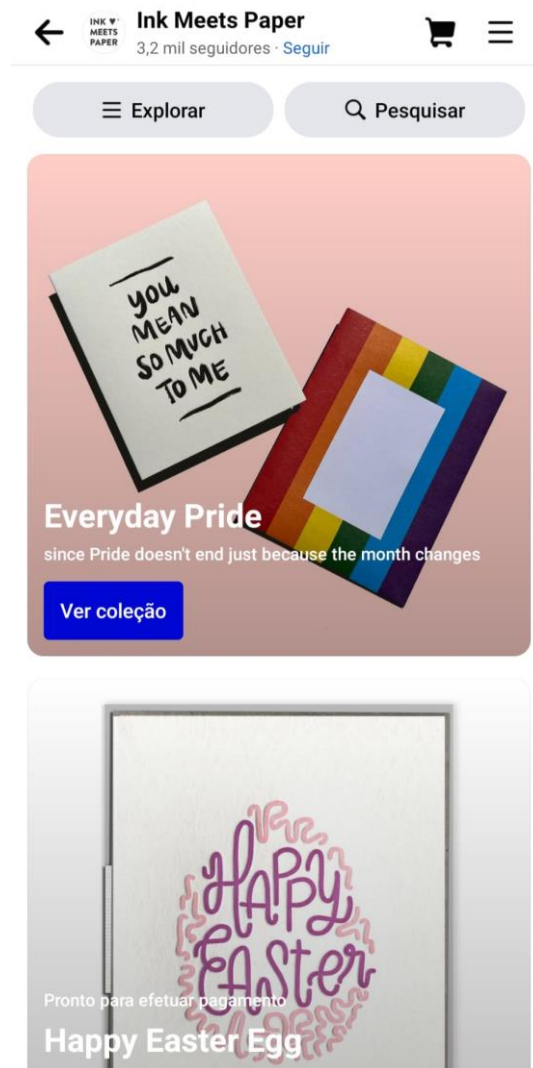 INK ♥
MEETS
PAPER
Ink Meets Paper
3,2 mil seguidores · Seguir
Explorar
Pesquisar
YOU
MEAN
SO MUCH
TO ME
Everyday Pride
since Pride doesn't end just because the month changes
Ver coleção
HAPPY
EASTER
Pronto para efetuar pagamento
Happy Easter Egg